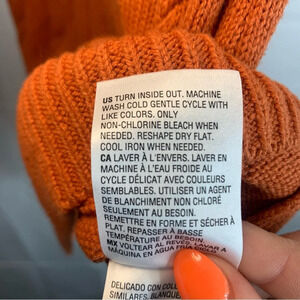 US TURN INSIDE OUT. MACHINE
WASH COLD GENTLE CYCLE WITH
LIKE COLORS. ONLY
NON-CHLORINE BLEACH WHEN
NEEDED. RESHAPE DRY FLAT.
COOL IRON WHEN NEEDED.
CA LAVER À L'ENVERS. LAVER EN
MACHINE À L'EAU FROIDE AU
CYCLE DÉLICAT AVEC COULEURS
SEMBLABLES. UTILISER UN AGENT
DE BLANCHIMENT NON CHLORÉ
SEULEMENT AU BESOIN.
REMETTRE EN FORME ET SÉCHER À
PLAT. REPASSER À BASSE
TEMPÉRATURE AU BESOIN.
MX VOLTEAR AL REVÉS. LAVAR A
MÁQUINA EN AGUA FRÍA
DELICADO CON COLO
SIMILARES. BLANQUE